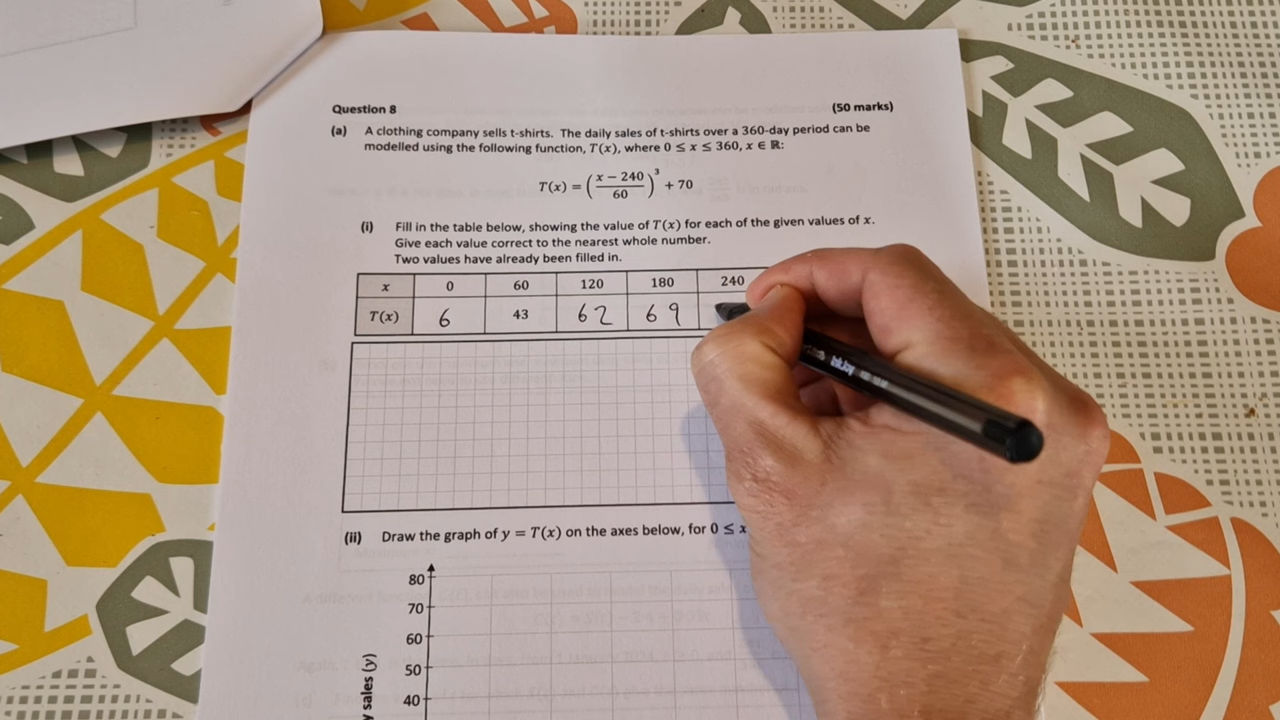 Question 8 (50 marks)
(a) A clothing company sells t-shirts. The daily sales of t-shirts over a 360-day period can be
modelled using the following function, T(x), where 0 ≤ x ≤ 360, x ∈ ℝ:
T(x) = ((x − 240)/60)³ + 70
(i) Fill in the table below, showing the value of T(x) for each of the given values of x.
Give each value correct to the nearest whole number.
Two values have already been filled in.
x 0 60 120 180 240
T(x) 6 43 62 69
(ii) Draw the graph of y = T(x) on the axes below, for 0 ≤ x
80
70
60
50
40
sales (y)